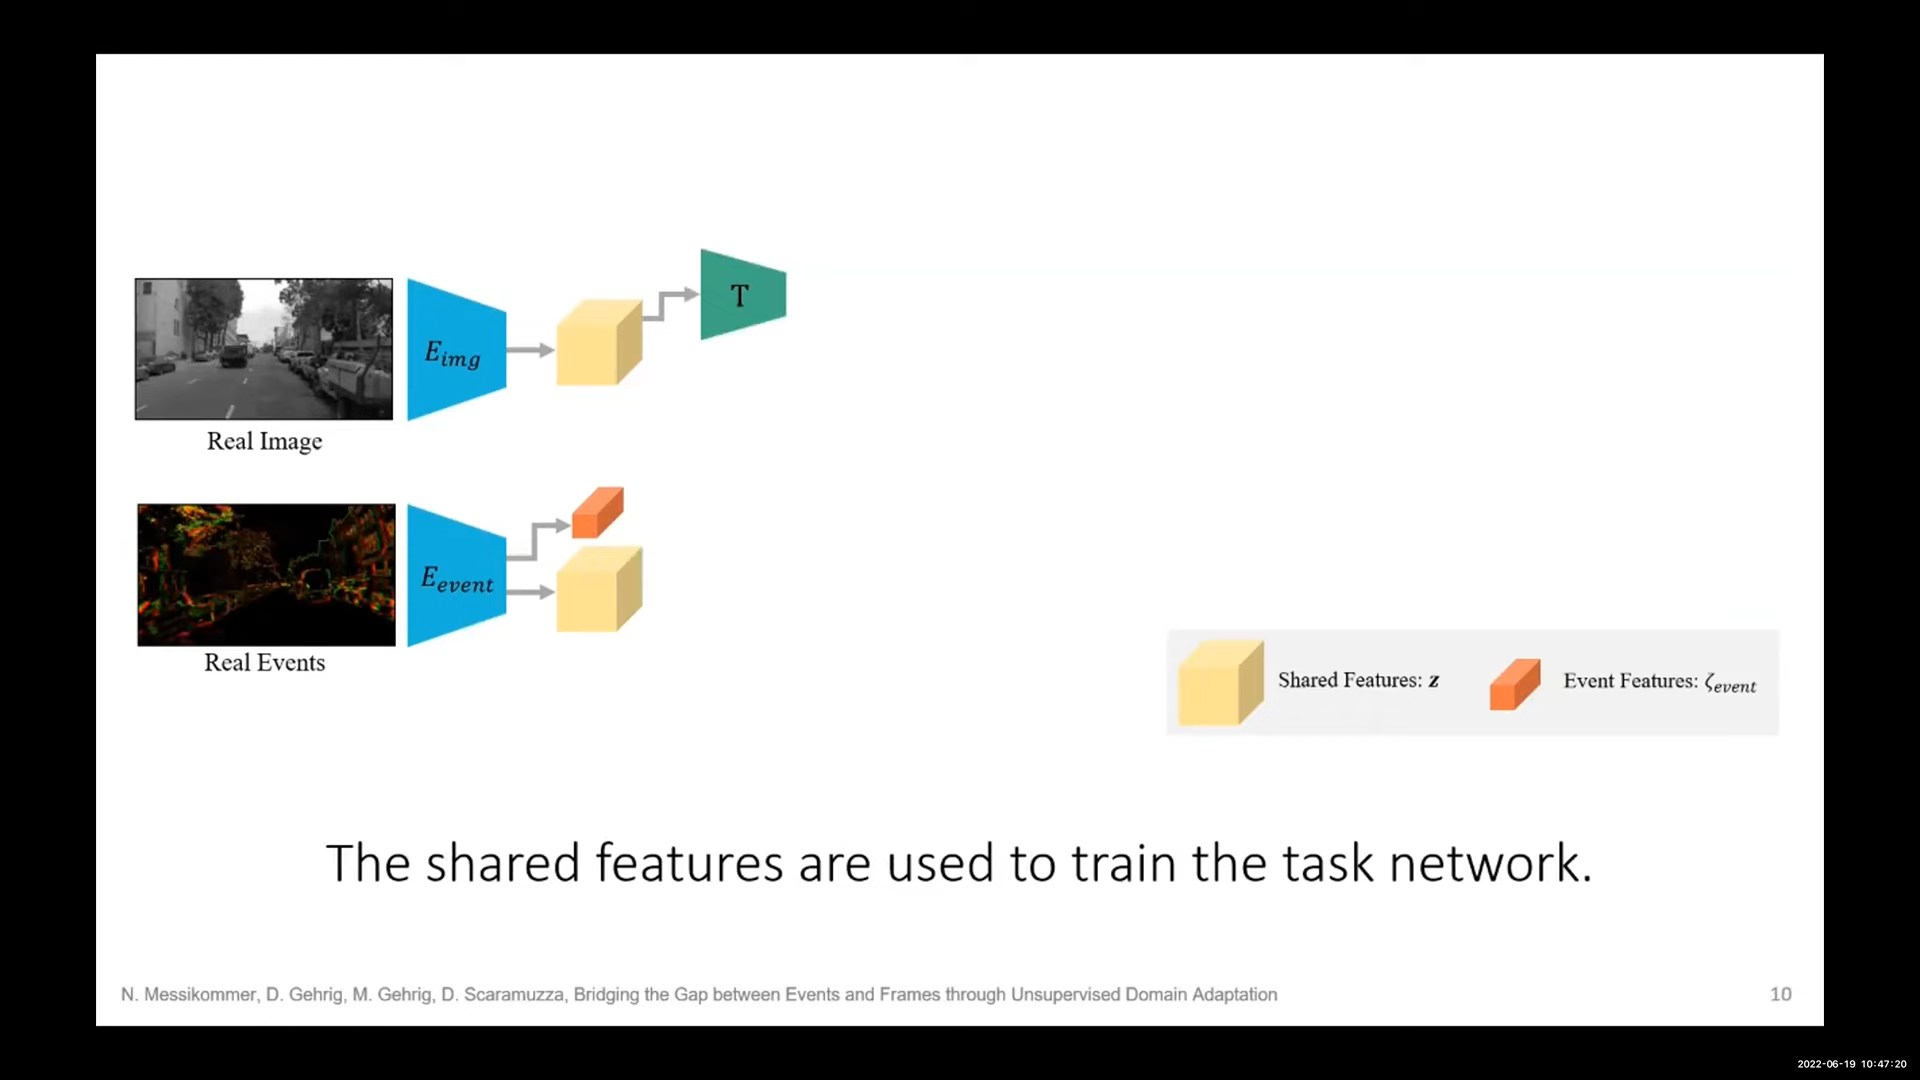 T
E_img
Real Image
E_event
Real Events
Shared Features: z
Event Features: ζ_event
The shared features are used to train the task network.
N. Messikommer, D. Gehrig, M. Gehrig, D. Scaramuzza, Bridging the Gap between Events and Frames through Unsupervised Domain Adaptation
10
2022-06-19 10:47:20